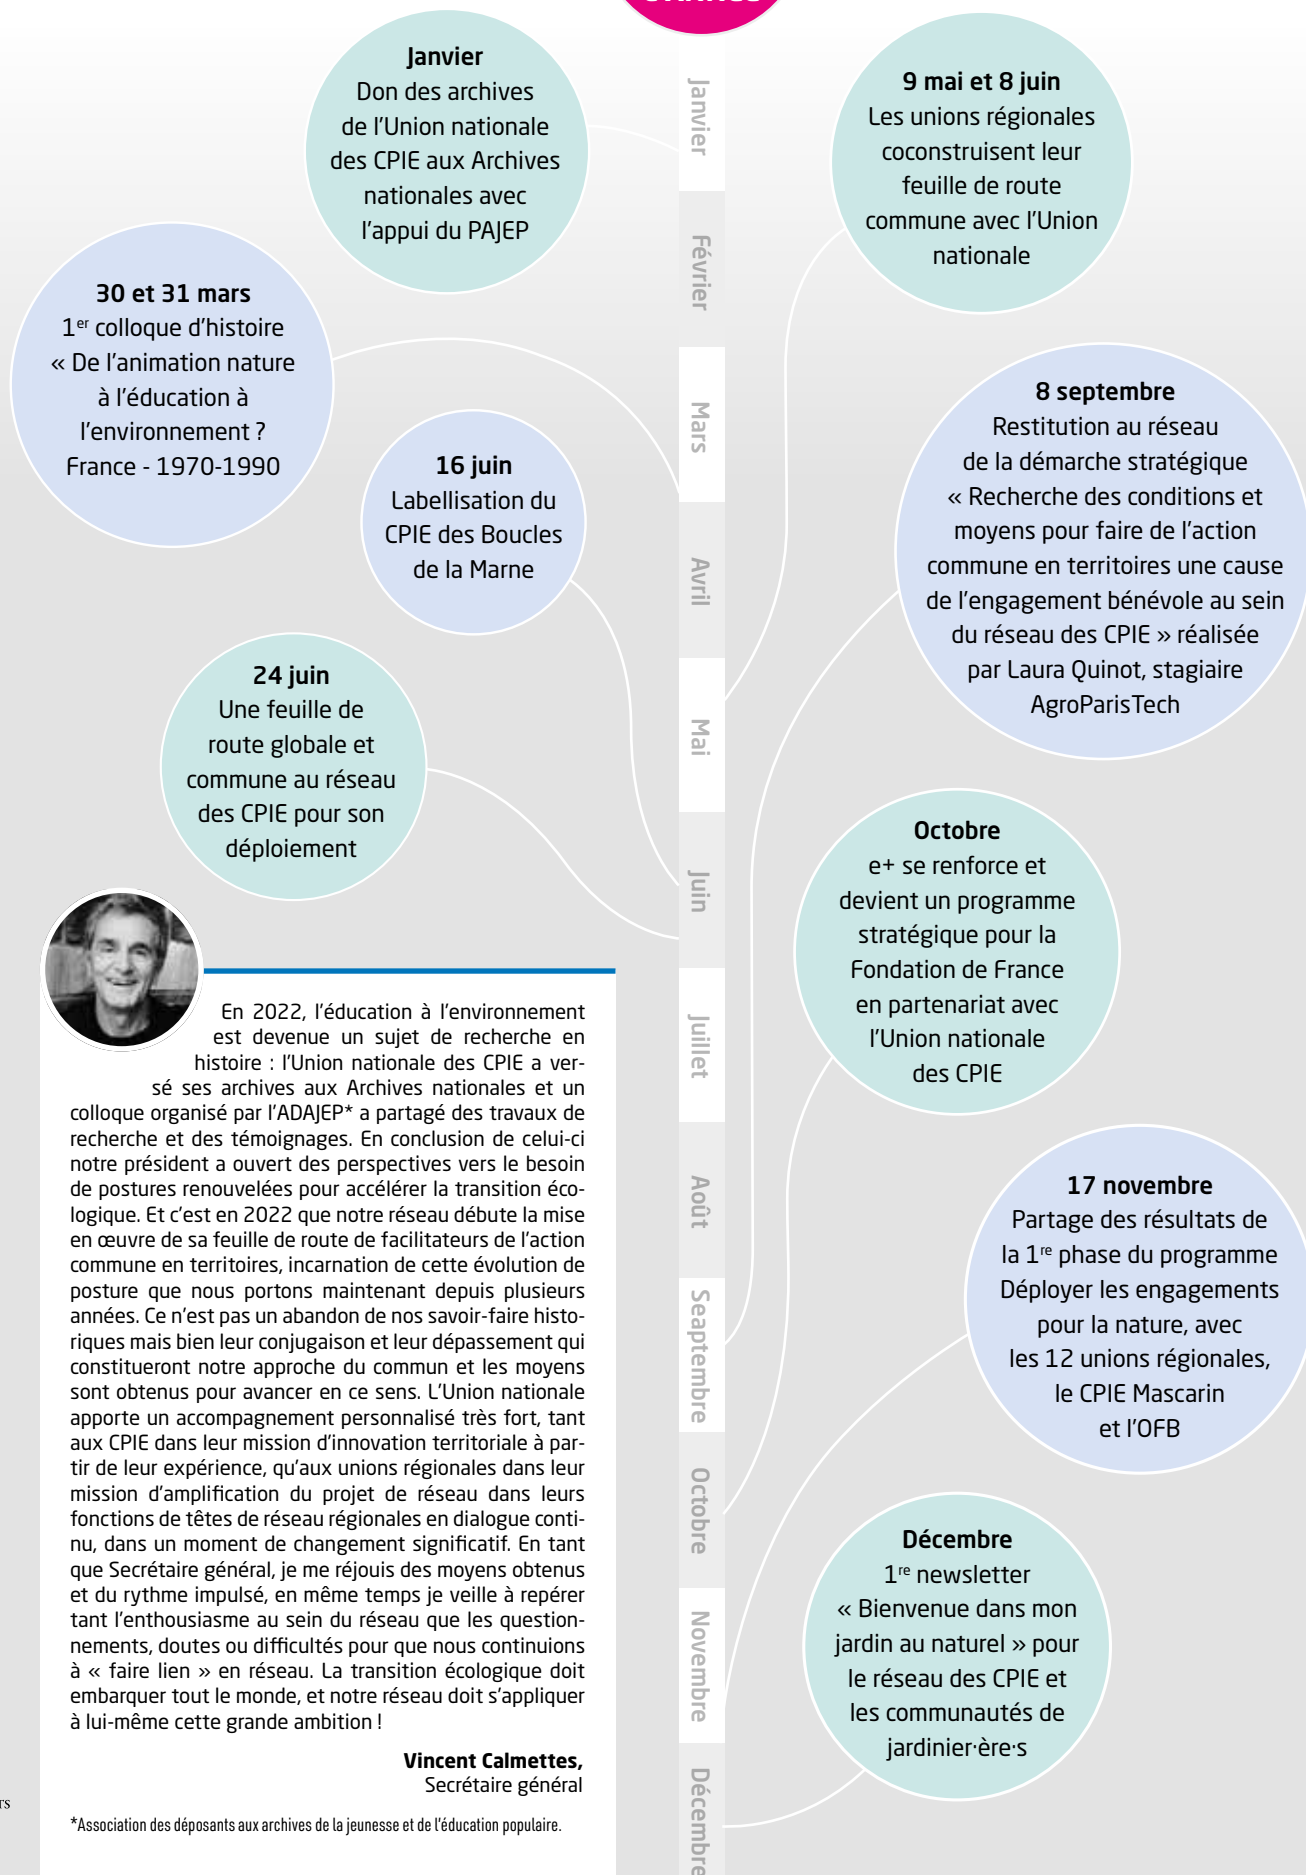 Janvier
Don des archives
de l'Union nationale
des CPIE aux Archives
nationales avec
l'appui du PAJEP
30 et 31 mars
1er colloque d'histoire
« De l'animation nature
à l'éducation à
l'environnement ?
France - 1970-1990
16 juin
Labellisation du
CPIE des Boucles
de la Marne
24 juin
Une feuille de
route globale et
commune au réseau
des CPIE pour son
déploiement
Janvier
Février
Mars
Avril
Mai
Juin
Juillet
Août
Seaptembre
Octobre
Novembre
Décembre
9 mai et 8 juin
Les unions régionales
coconstruisent leur
feuille de route
commune avec l'Union
nationale
8 septembre
Restitution au réseau
de la démarche stratégique
« Recherche des conditions et
moyens pour faire de l'action
commune en territoires une cause
de l'engagement bénévole au sein
du réseau des CPIE » réalisée
par Laura Quinot, stagiaire
AgroParisTech
Octobre
e+ se renforce et
devient un programme
stratégique pour la
Fondation de France
en partenariat avec
l'Union nationale
des CPIE
17 novembre
Partage des résultats de
la 1re phase du programme
Déployer les engagements
pour la nature, avec
les 12 unions régionales,
le CPIE Mascarin
et l'OFB
Décembre
1re newsletter
« Bienvenue dans mon
jardin au naturel » pour
le réseau des CPIE et
les communautés de
jardinier·ère·s
En 2022, l'éducation à l'environnement
est devenue un sujet de recherche en
histoire : l'Union nationale des CPIE a ver-
sé ses archives aux Archives nationales et un
colloque organisé par l'ADAJEP* a partagé des travaux de
recherche et des témoignages. En conclusion de celui-ci
notre président a ouvert des perspectives vers le besoin
de postures renouvelées pour accélérer la transition éco-
logique. Et c'est en 2022 que notre réseau débute la mise
en œuvre de sa feuille de route de facilitateurs de l'action
commune en territoires, incarnation de cette évolution de
posture que nous portons maintenant depuis plusieurs
années. Ce n'est pas un abandon de nos savoir-faire histo-
riques mais bien leur conjugaison et leur dépassement qui
constitueront notre approche du commun et les moyens
sont obtenus pour avancer en ce sens. L'Union nationale
apporte un accompagnement personnalisé très fort, tant
aux CPIE dans leur mission d'innovation territoriale à par-
tir de leur expérience, qu'aux unions régionales dans leur
mission d'amplification du projet de réseau dans leurs
fonctions de têtes de réseau régionales en dialogue conti-
nu, dans un moment de changement significatif. En tant
que Secrétaire général, je me réjouis des moyens obtenus
et du rythme impulsé, en même temps je veille à repérer
tant l'enthousiasme au sein du réseau que les question-
nements, doutes ou difficultés pour que nous continuions
à « faire lien » en réseau. La transition écologique doit
embarquer tout le monde, et notre réseau doit s'appliquer
à lui-même cette grande ambition !
Vincent Calmettes,
Secrétaire général
*Association des déposants aux archives de la jeunesse et de l'éducation populaire.